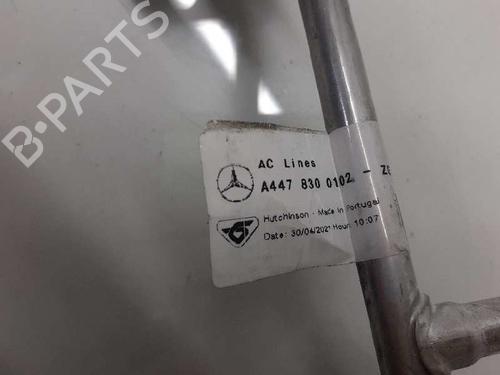 B-PARTS
AC Lines
A447 830 0102 - Z
Hutchinson - Made in Portugal
Date: 30/04/2021 Hour: 10:07